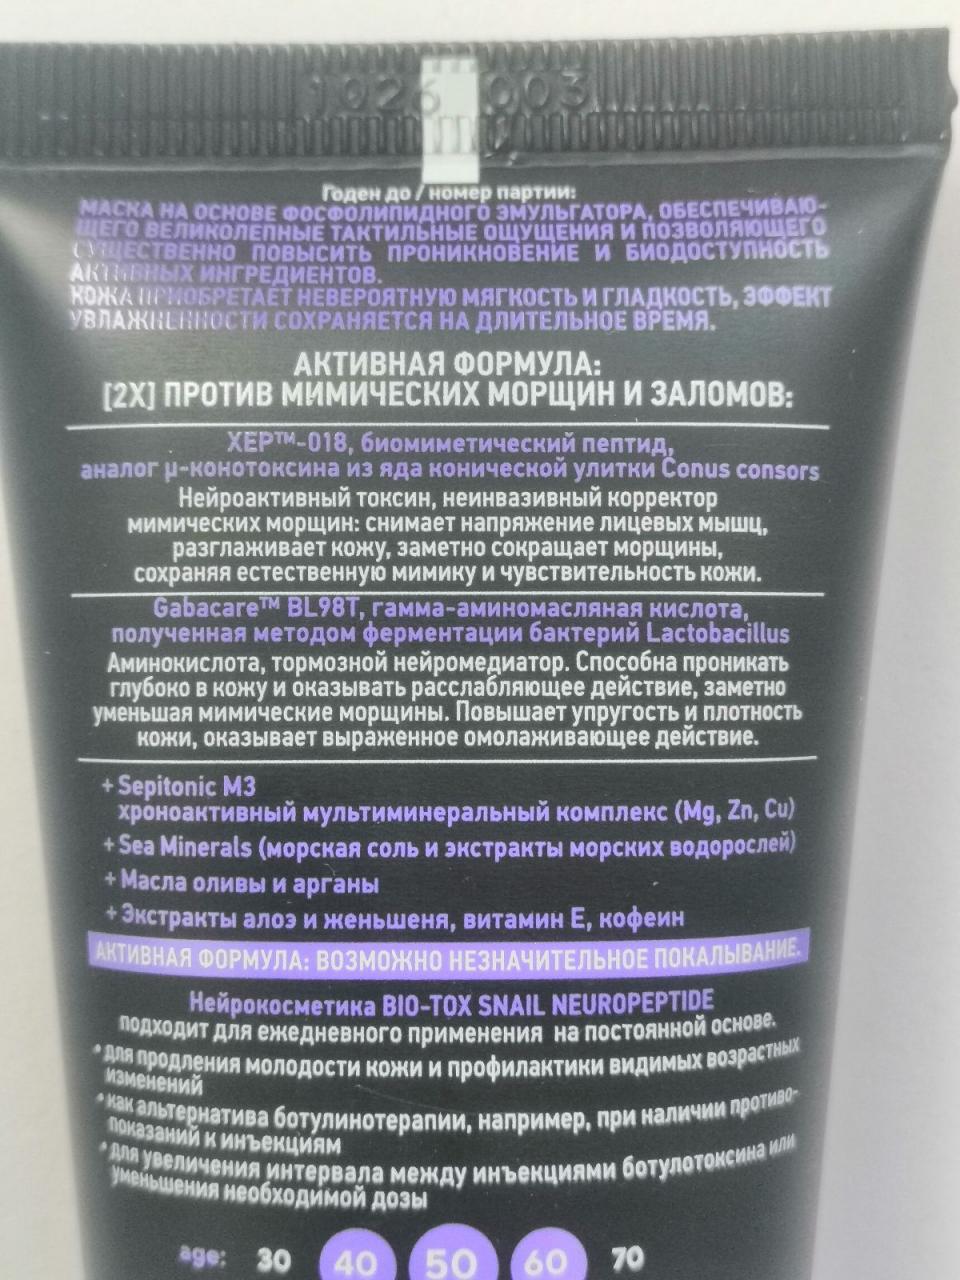 1026 003
Годен до / номер партии:
МАСКА НА ОСНОВЕ ФОСФОЛИПИДНОГО ЭМУЛЬГАТОРА, ОБЕСПЕЧИВАЮ-
ЩЕГО ВЕЛИКОЛЕПНЫЕ ТАКТИЛЬНЫЕ ОЩУЩЕНИЯ И ПОЗВОЛЯЮЩЕГО
СУЩЕСТВЕННО ПОВЫСИТЬ ПРОНИКНОВЕНИЕ И БИОДОСТУПНОСТЬ
АКТИВНЫХ ИНГРЕДИЕНТОВ.
КОЖА ПРИОБРЕТАЕТ НЕВЕРОЯТНУЮ МЯГКОСТЬ И ГЛАДКОСТЬ, ЭФФЕКТ
УВЛАЖНЕННОСТИ СОХРАНЯЕТСЯ НА ДЛИТЕЛЬНОЕ ВРЕМЯ.
АКТИВНАЯ ФОРМУЛА:
[2X] ПРОТИВ МИМИЧЕСКИХ МОРЩИН И ЗАЛОМОВ:
XEP™-018, биомиметический пептид,
аналог µ-конотоксина из яда конической улитки Conus consors
Нейроактивный токсин, неинвазивный корректор
мимических морщин: снимает напряжение лицевых мышц,
разглаживает кожу, заметно сокращает морщины,
сохраняя естественную мимику и чувствительность кожи.
Gabacare™ BL98T, гамма-аминомасляная кислота,
полученная методом ферментации бактерий Lactobacillus
Аминокислота, тормозной нейромедиатор. Способна проникать
глубоко в кожу и оказывать расслабляющее действие, заметно
уменьшая мимические морщины. Повышает упругость и плотность
кожи, оказывает выраженное омолаживающее действие.
+ Sepitonic M3
хроноактивный мультиминеральный комплекс (Mg, Zn, Cu)
+ Sea Minerals (морская соль и экстракты морских водорослей)
+ Масла оливы и арганы
+ Экстракты алоэ и женьшеня, витамин Е, кофеин
АКТИВНАЯ ФОРМУЛА: ВОЗМОЖНО НЕЗНАЧИТЕЛЬНОЕ ПОКАЛЫВАНИЕ.
Нейрокосметика BIO-TOX SNAIL NEUROPEPTIDE
подходит для ежедневного применения на постоянной основе.
• для продления молодости кожи и профилактики видимых возрастных
изменений
• как альтернатива ботулинотерапии, например, при наличии противо-
показаний к инъекциям
• для увеличения интервала между инъекциями ботулотоксина или
уменьшения необходимой дозы
age: 30 40 50 60 70